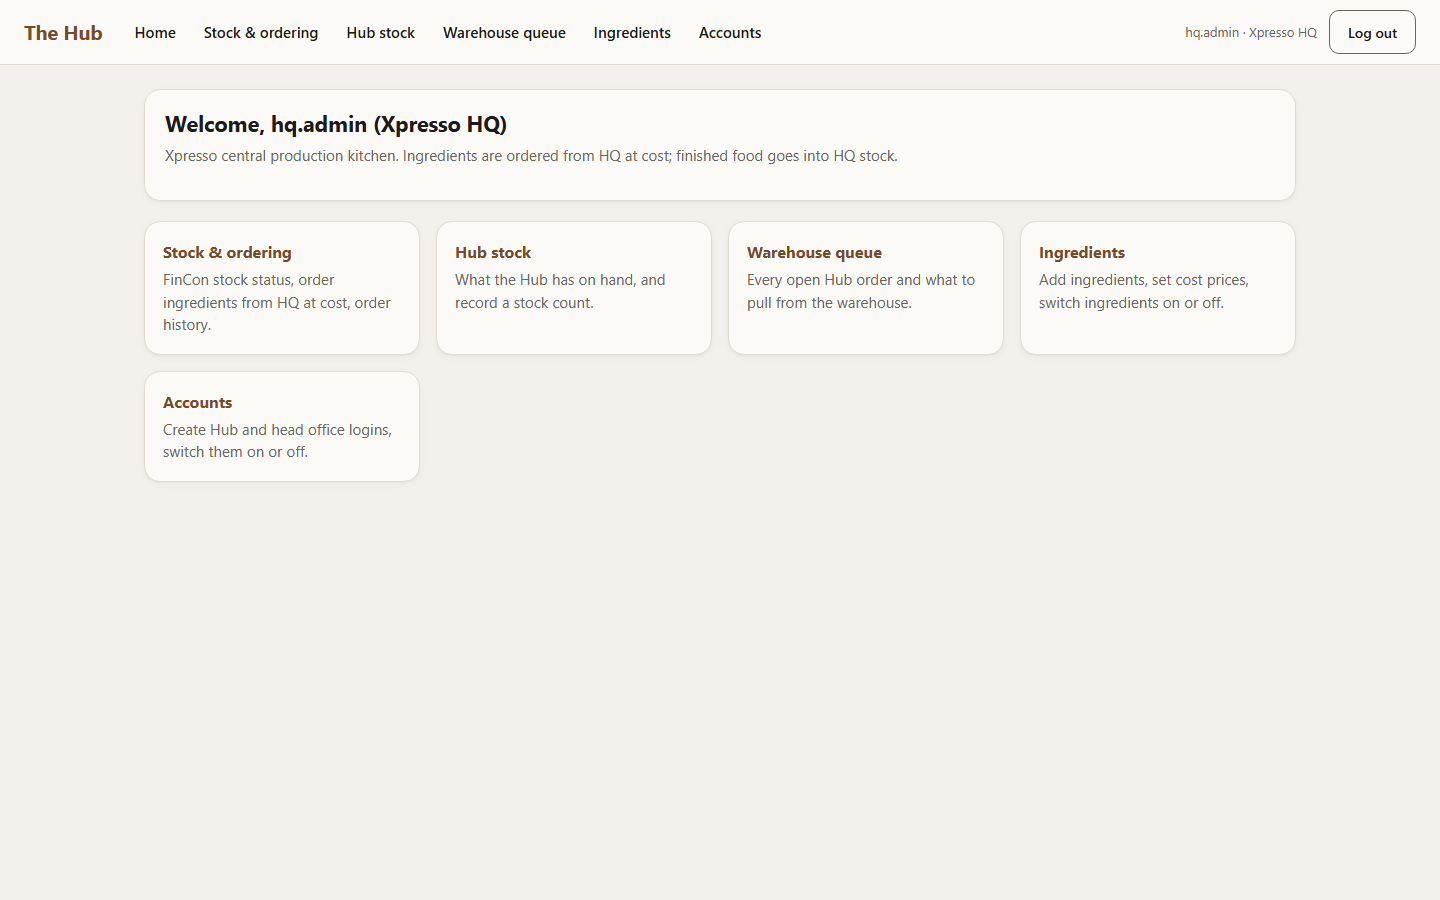 The Hub
Home
Stock & ordering
Hub stock
Warehouse queue
Ingredients
Accounts
hq.admin · Xpresso HQ
Log out
Welcome, hq.admin (Xpresso HQ)
Xpresso central production kitchen. Ingredients are ordered from HQ at cost; finished food goes into HQ stock.
Stock & ordering
FinCon stock status, order
ingredients from HQ at cost, order
history.
Hub stock
What the Hub has on hand, and
record a stock count.
Warehouse queue
Every open Hub order and what to
pull from the warehouse.
Ingredients
Add ingredients, set cost prices,
switch ingredients on or off.
Accounts
Create Hub and head office logins,
switch them on or off.